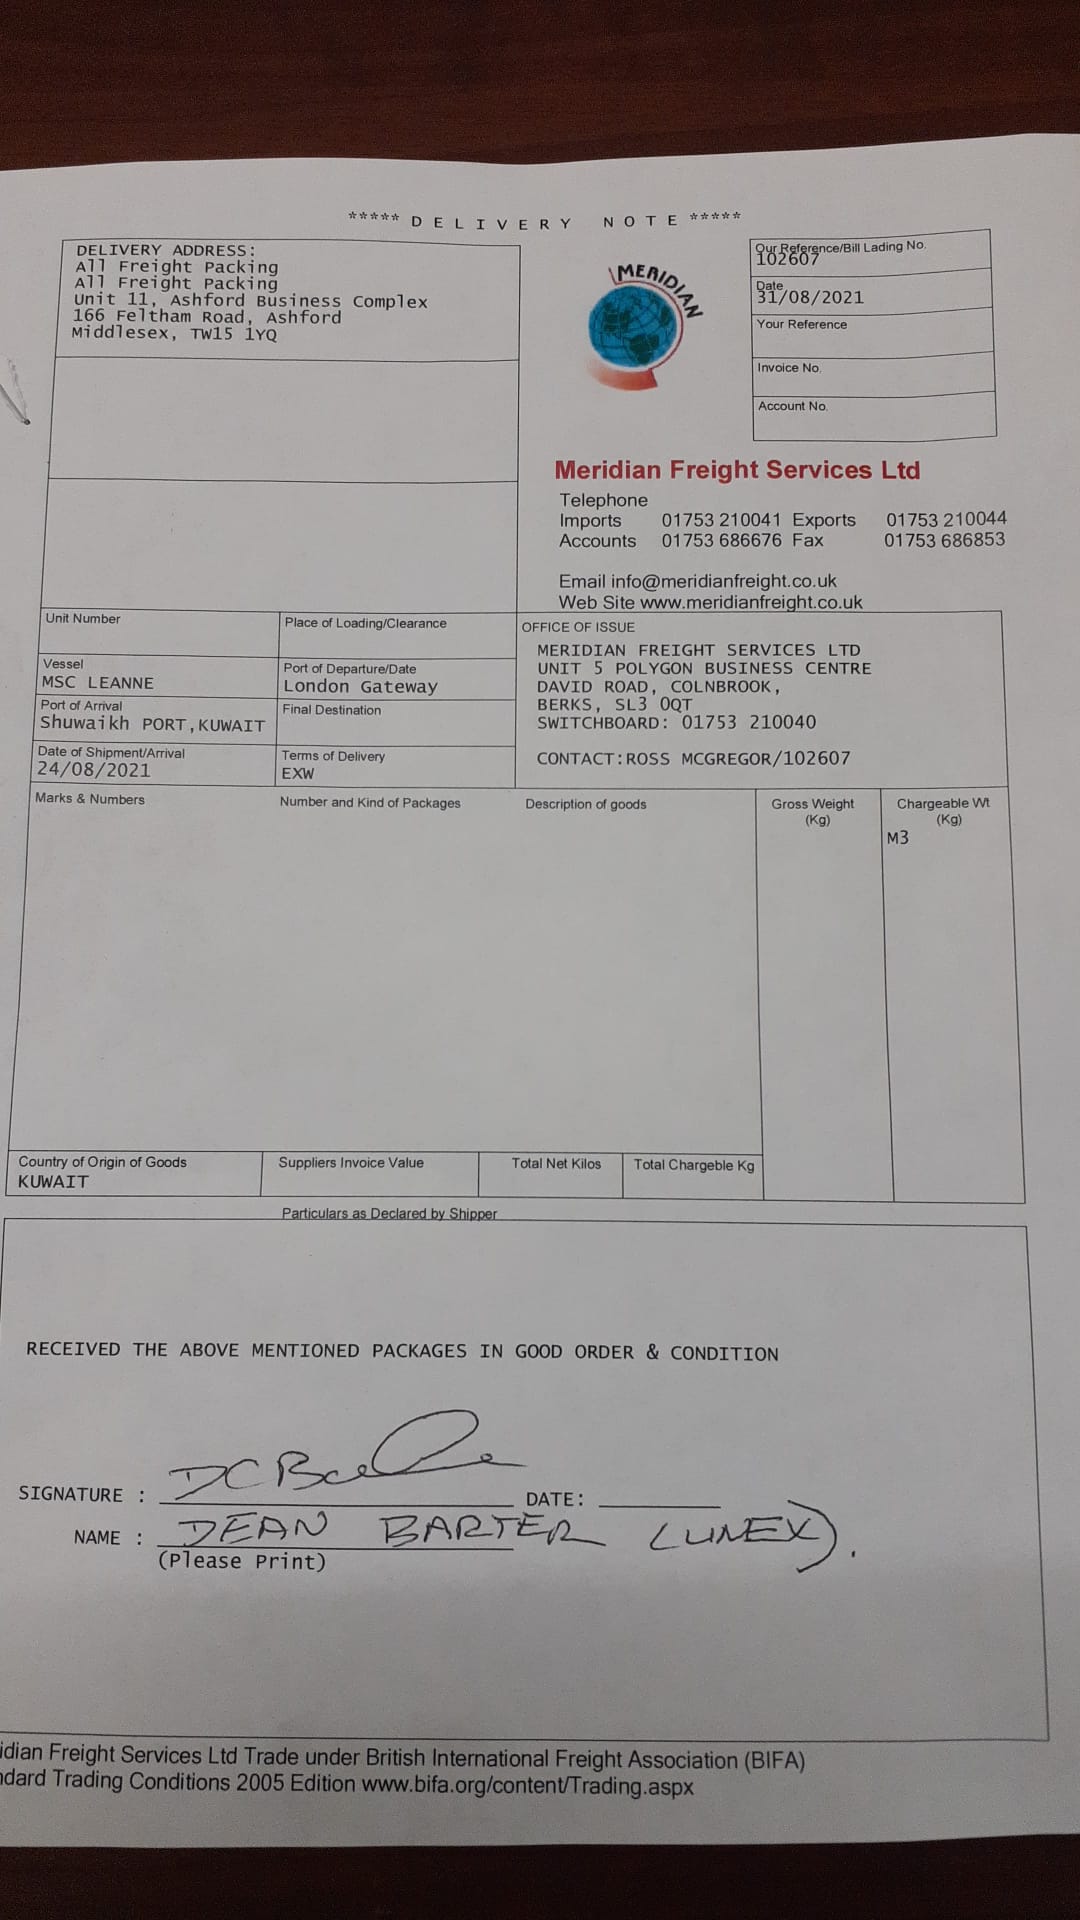 ***** D E L I V E R Y   N O T E *****
DELIVERY ADDRESS:
All Freight Packing
All Freight Packing
Unit 11, Ashford Business Complex
166 Feltham Road, Ashford
Middlesex, TW15 1YQ
MERIDIAN
Our Reference/Bill Lading No.
102607
Date
31/08/2021
Your Reference
Invoice No.
Account No.
Meridian Freight Services Ltd
Telephone
Imports 01753 210041 Exports 01753 210044
Accounts 01753 686676 Fax 01753 686853
Email info@meridianfreight.co.uk
Web Site www.meridianfreight.co.uk
Unit Number
Place of Loading/Clearance
Vessel
MSC LEANNE
Port of Departure/Date
London Gateway
Port of Arrival
Shuwaikh PORT,KUWAIT
Final Destination
Date of Shipment/Arrival
24/08/2021
Terms of Delivery
EXW
OFFICE OF ISSUE
MERIDIAN FREIGHT SERVICES LTD
UNIT 5 POLYGON BUSINESS CENTRE
DAVID ROAD, COLNBROOK,
BERKS, SL3 0QT
SWITCHBOARD: 01753 210040
CONTACT:ROSS MCGREGOR/102607
Marks & Numbers
Number and Kind of Packages
Description of goods
Gross Weight
(Kg)
Chargeable Wt
(Kg)
M3
Country of Origin of Goods
KUWAIT
Suppliers Invoice Value
Total Net Kilos
Total Chargeble Kg
Particulars as Declared by Shipper
RECEIVED THE ABOVE MENTIONED PACKAGES IN GOOD ORDER & CONDITION
SIGNATURE :
DATE:
NAME : DEAN BARTER (UNEX).
(Please Print)
idian Freight Services Ltd Trade under British International Freight Association (BIFA)
ndard Trading Conditions 2005 Edition www.bifa.org/content/Trading.aspx